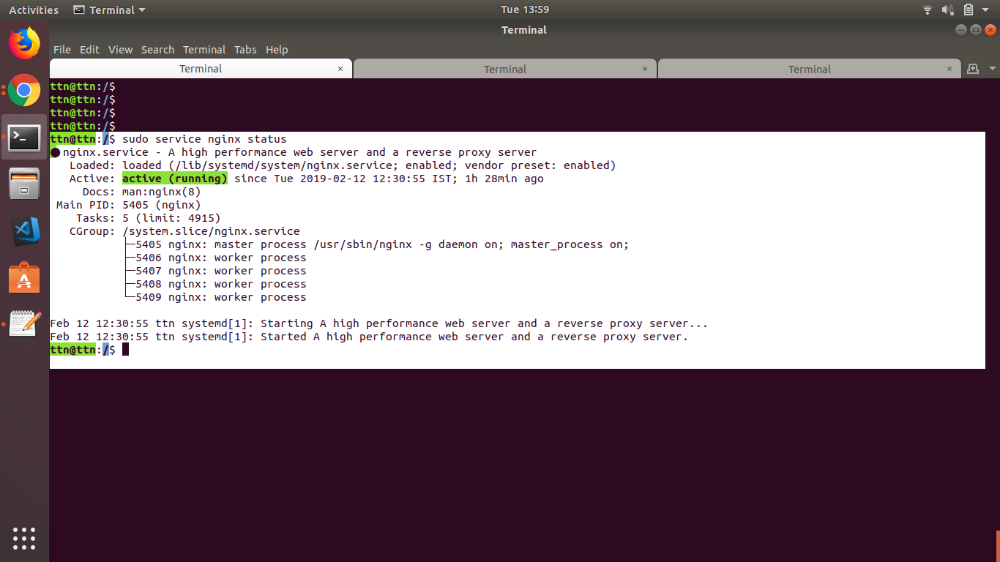 Activities Terminal Tue 13:59
Terminal
File Edit View Search Terminal Tabs Help
Terminal × Terminal × Terminal ×
ttn@ttn:/$
ttn@ttn:/$
ttn@ttn:/$
ttn@ttn:/$
ttn@ttn:/$ sudo service nginx status
● nginx.service - A high performance web server and a reverse proxy server
   Loaded: loaded (/lib/systemd/system/nginx.service; enabled; vendor preset: enabled)
   Active: active (running) since Tue 2019-02-12 12:30:55 IST; 1h 28min ago
     Docs: man:nginx(8)
 Main PID: 5405 (nginx)
    Tasks: 5 (limit: 4915)
   CGroup: /system.slice/nginx.service
           ├─5405 nginx: master process /usr/sbin/nginx -g daemon on; master_process on;
           ├─5406 nginx: worker process
           ├─5407 nginx: worker process
           ├─5408 nginx: worker process
           └─5409 nginx: worker process
Feb 12 12:30:55 ttn systemd[1]: Starting A high performance web server and a reverse proxy server...
Feb 12 12:30:55 ttn systemd[1]: Started A high performance web server and a reverse proxy server.
ttn@ttn:/$